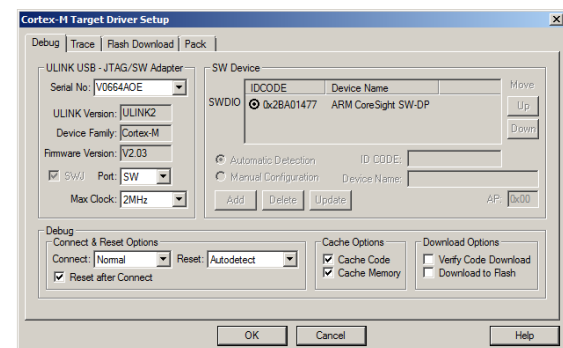 Cortex-M Target Driver Setup
Debug Trace Flash Download Pack
ULINK USB - JTAG/SW Adapter
Serial No: V0664AOE
ULINK Version: ULINK2
Device Family: Cortex-M
Firmware Version: V2.03
SWJ Port: SW
Max Clock: 2MHz
SW Device
IDCODE Device Name Move
SWDIO 0x2BA01477 ARM CoreSight SW-DP Up
Down
Automatic Detection ID CODE:
Manual Configuration Device Name:
Add Delete Update AP: 0x00
Debug
Connect & Reset Options
Connect: Normal Reset: Autodetect
Reset after Connect
Cache Options
Cache Code
Cache Memory
Download Options
Verify Code Download
Download to Flash
OK Cancel Help